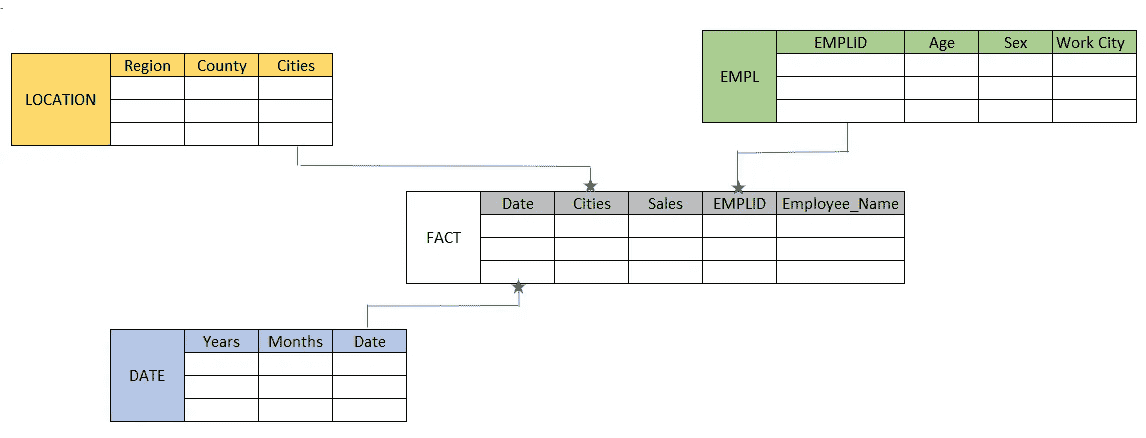 EMPLID Age Sex Work City
Region County Cities
EMPL
LOCATION
Date Cities Sales EMPLID Employee_Name
FACT
Years Months Date
DATE